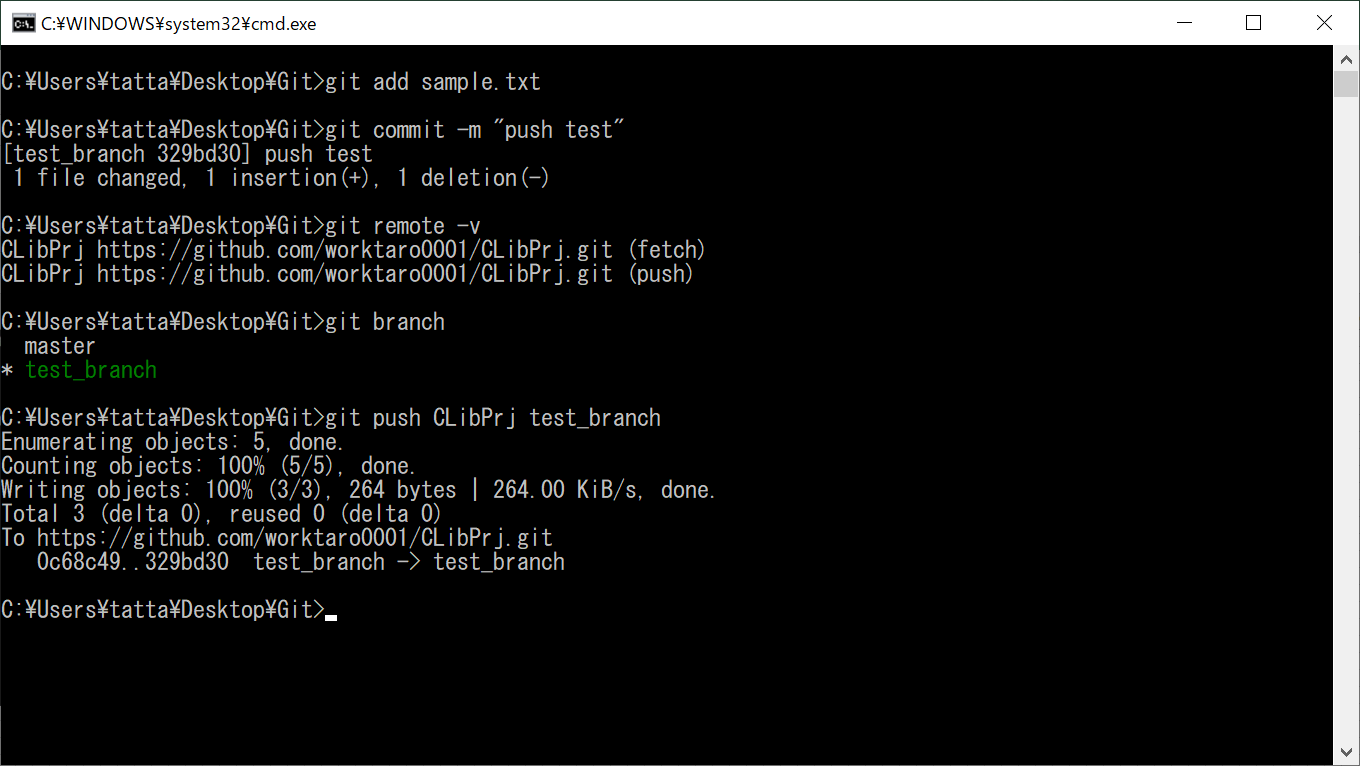 C:¥WINDOWS¥system32¥cmd.exe
C:¥Users¥tatta¥Desktop¥Git>git add sample.txt
C:¥Users¥tatta¥Desktop¥Git>git commit -m "push test"
[test_branch 329bd30] push test
 1 file changed, 1 insertion(+), 1 deletion(-)
C:¥Users¥tatta¥Desktop¥Git>git remote -v
CLibPrj https://github.com/worktaro0001/CLibPrj.git (fetch)
CLibPrj https://github.com/worktaro0001/CLibPrj.git (push)
C:¥Users¥tatta¥Desktop¥Git>git branch
  master
* test_branch
C:¥Users¥tatta¥Desktop¥Git>git push CLibPrj test_branch
Enumerating objects: 5, done.
Counting objects: 100% (5/5), done.
Writing objects: 100% (3/3), 264 bytes | 264.00 KiB/s, done.
Total 3 (delta 0), reused 0 (delta 0)
To https://github.com/worktaro0001/CLibPrj.git
   0c68c49..329bd30  test_branch -> test_branch
C:¥Users¥tatta¥Desktop¥Git>